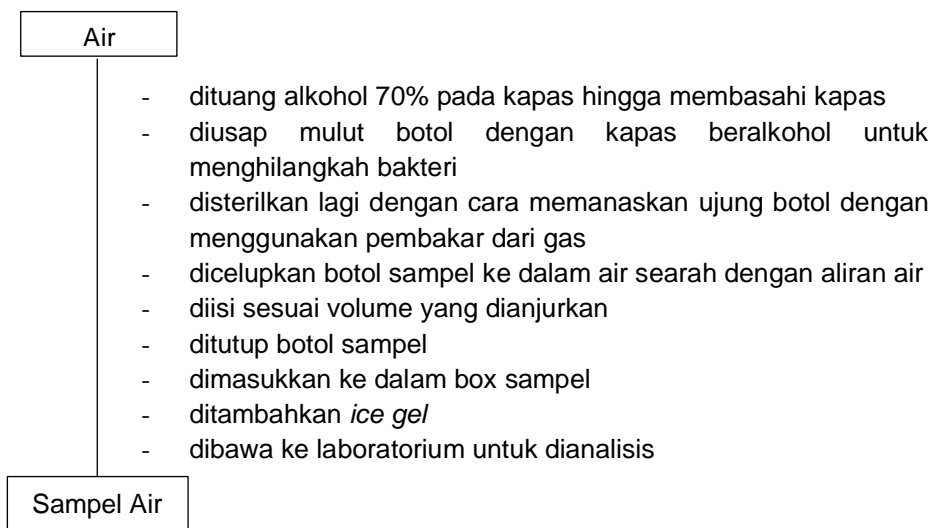 Air
- dituang alkohol 70% pada kapas hingga membasahi kapas
- diusap mulut botol dengan kapas beralkohol untuk
menghilangkah bakteri
- disterilkan lagi dengan cara memanaskan ujung botol dengan
menggunakan pembakar dari gas
- dicelupkan botol sampel ke dalam air searah dengan aliran air
- diisi sesuai volume yang dianjurkan
- ditutup botol sampel
- dimasukkan ke dalam box sampel
- ditambahkan ice gel
- dibawa ke laboratorium untuk dianalisis
Sampel Air